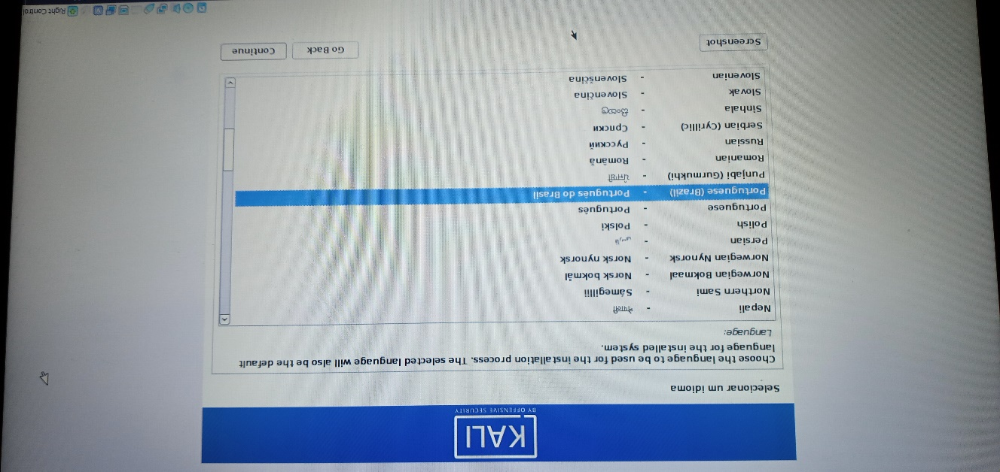 KALI
BY OFFENSIVE SECURITY
Selecionar um idioma
Choose the language to be used for the installation process. The selected language will also be the default
language for the installed system.
Language:
Nepali - नेपाली
Northern Sami - Sámegillii
Norwegian Bokmaal - Norsk bokmål
Norwegian Nynorsk - Norsk nynorsk
Persian - فارسی
Polish - Polski
Portuguese - Português
Portuguese (Brazil) - Português do Brasil
Punjabi (Gurmukhi) - ਪੰਜਾਬੀ
Romanian - Română
Russian - Русский
Serbian (Cyrillic) - Српски
Sinhala - සිංහල
Slovak - Slovenčina
Slovenian - Slovenščina
Screenshot Go Back Continue
Right Control